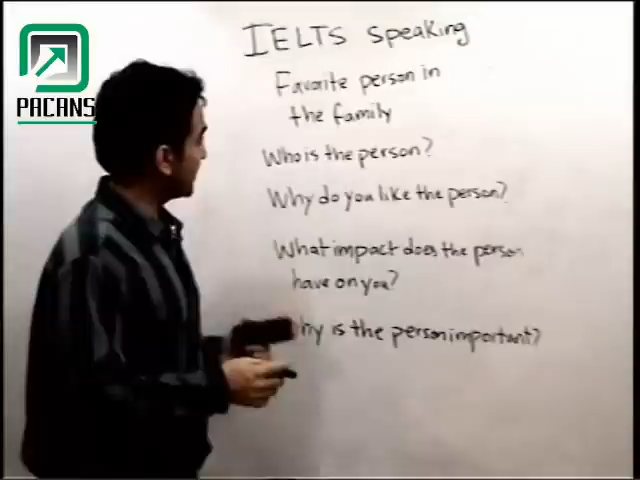 PACANS
IELTS Speaking
Favorite person in
the family
Who is the person?
Why do you like the person?
What impact does the person
have on you?
is the person important?